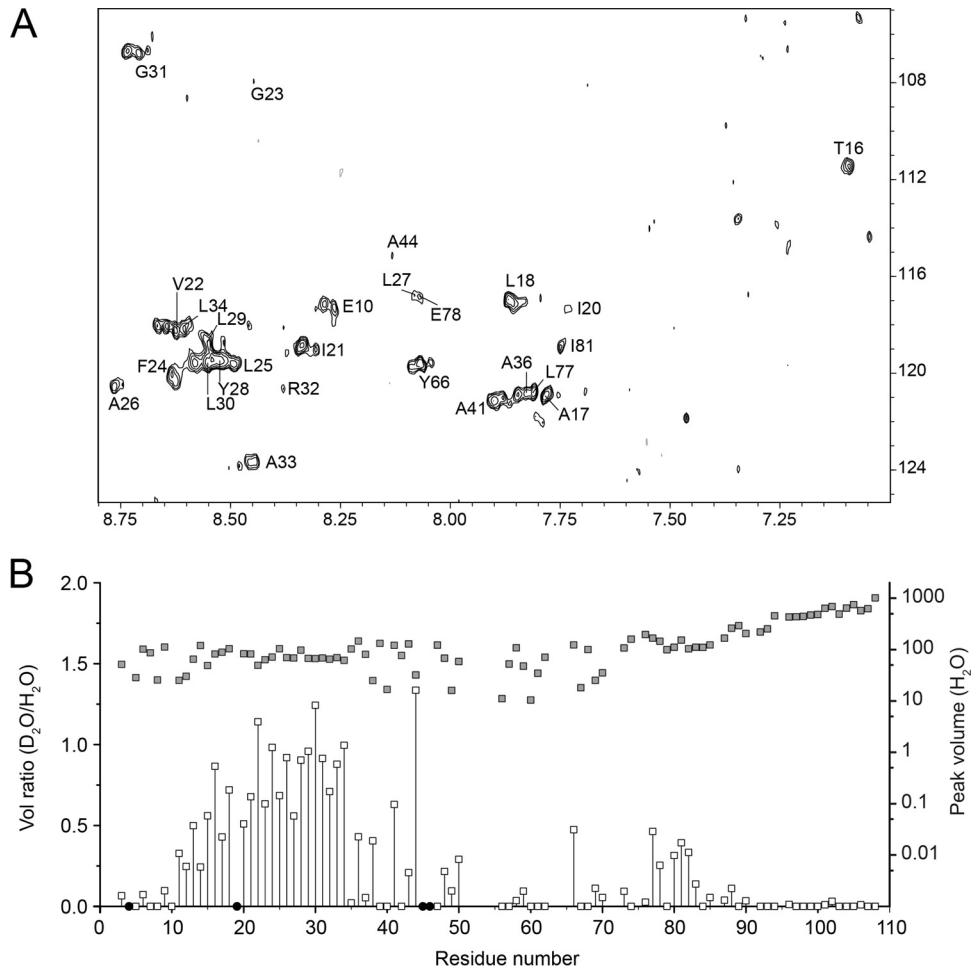 A
G31
108
G23
T16
112
A44
116
V22
L27
L18
L34
E10
E78
I20
L29
I21
I81
F24
L25
A36
120
Y28
R32
Y66
L77
A26
L30
A41
A17
A33
124
8.75 8.50 8.25 8.00 7.75 7.50 7.25
B
2.0
1000
1.5
100
10
1.0
1
0.1
0.5
0.01
0.0
Vol ratio (D2O/H2O)
Peak volume (H2O)
0 10 20 30 40 50 60 70 80 90 100 110
Residue number